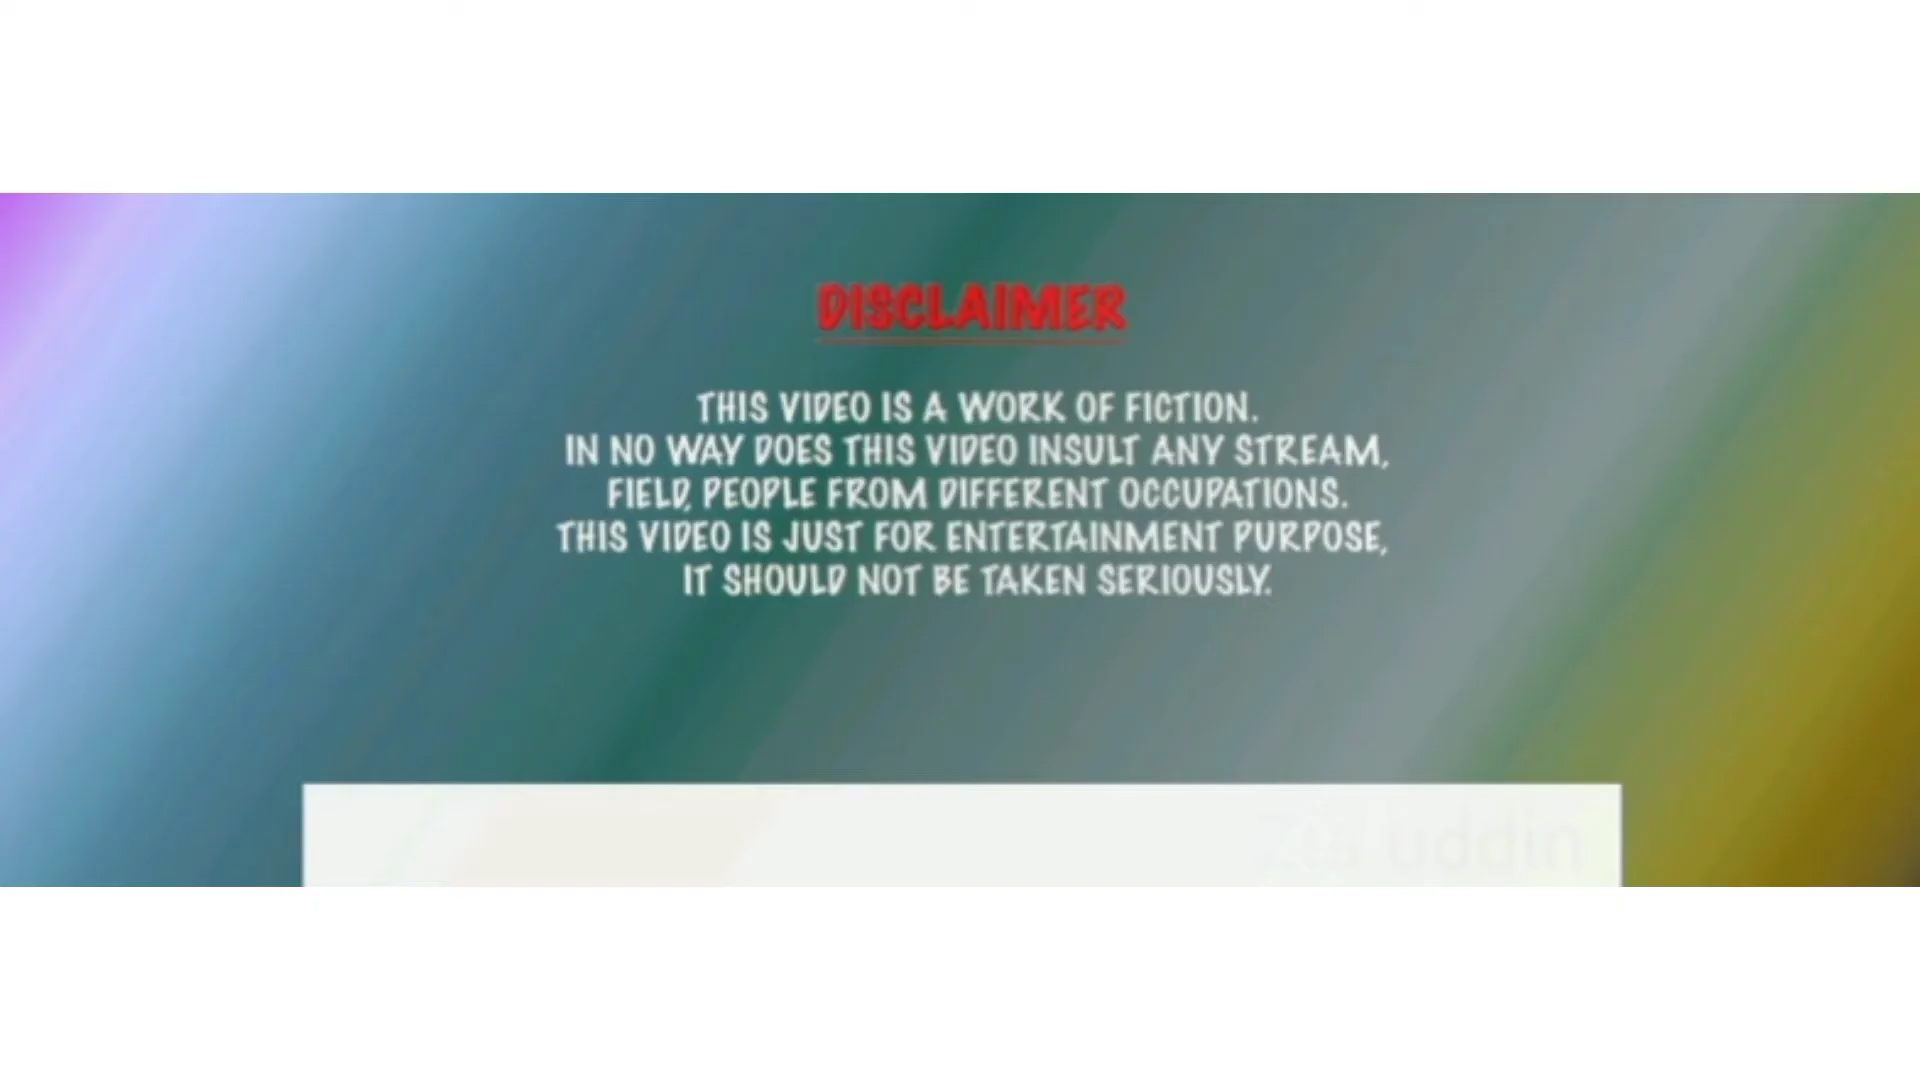 DISCLAIMER
THIS VIDEO IS A WORK OF FICTION.
IN NO WAY DOES THIS VIDEO INSULT ANY STREAM,
FIELD, PEOPLE FROM DIFFERENT OCCUPATIONS.
THIS VIDEO IS JUST FOR ENTERTAINMENT PURPOSE,
IT SHOULD NOT BE TAKEN SERIOUSLY.
uddin